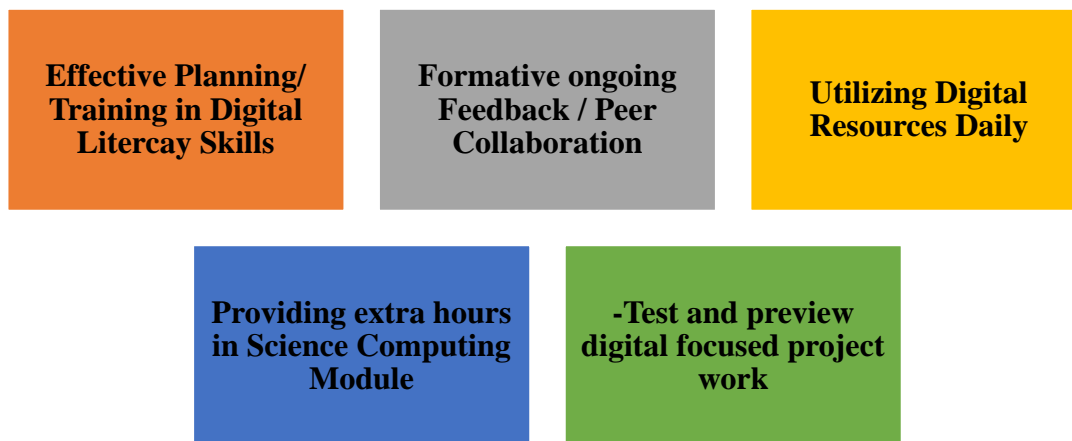 Effective Planning/
Training in Digital
Litercay Skills
Formative ongoing
Feedback / Peer
Collaboration
Utilizing Digital
Resources Daily
Providing extra hours
in Science Computing
Module
-Test and preview
digital focused project
work